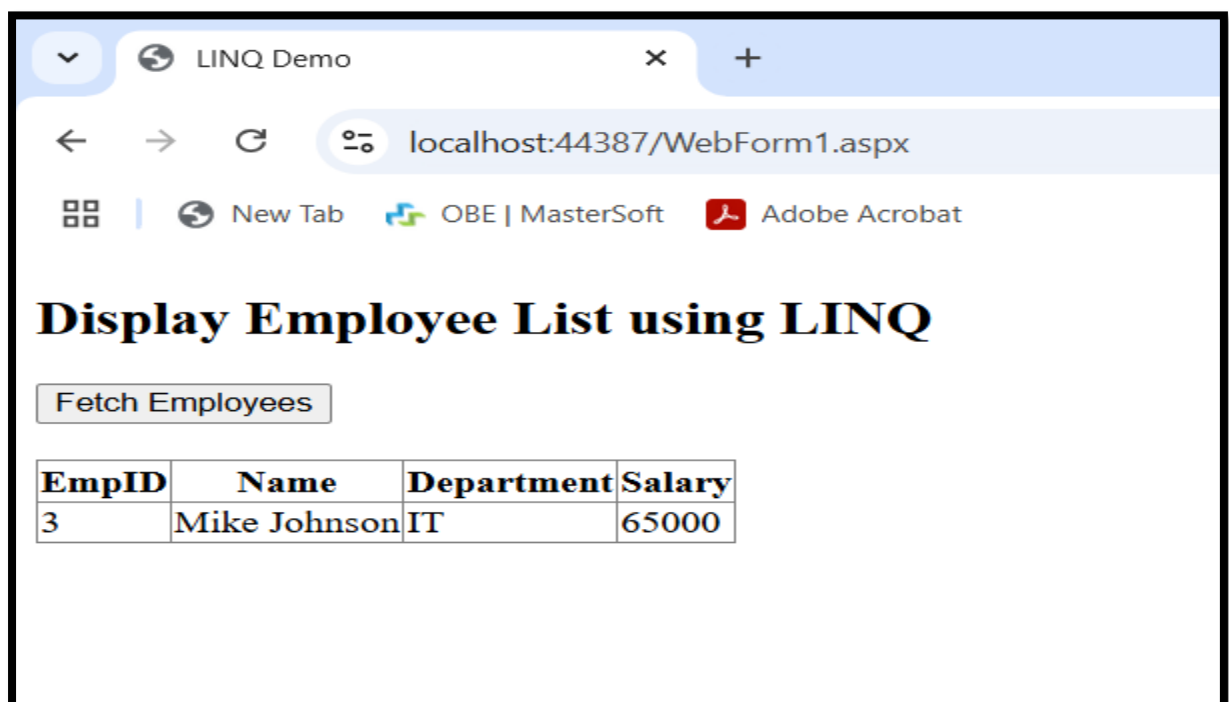 LINQ Demo
localhost:44387/WebForm1.aspx
New Tab OBE | MasterSoft Adobe Acrobat
Display Employee List using LINQ
Fetch Employees
EmpID Name Department Salary
3 Mike Johnson IT 65000